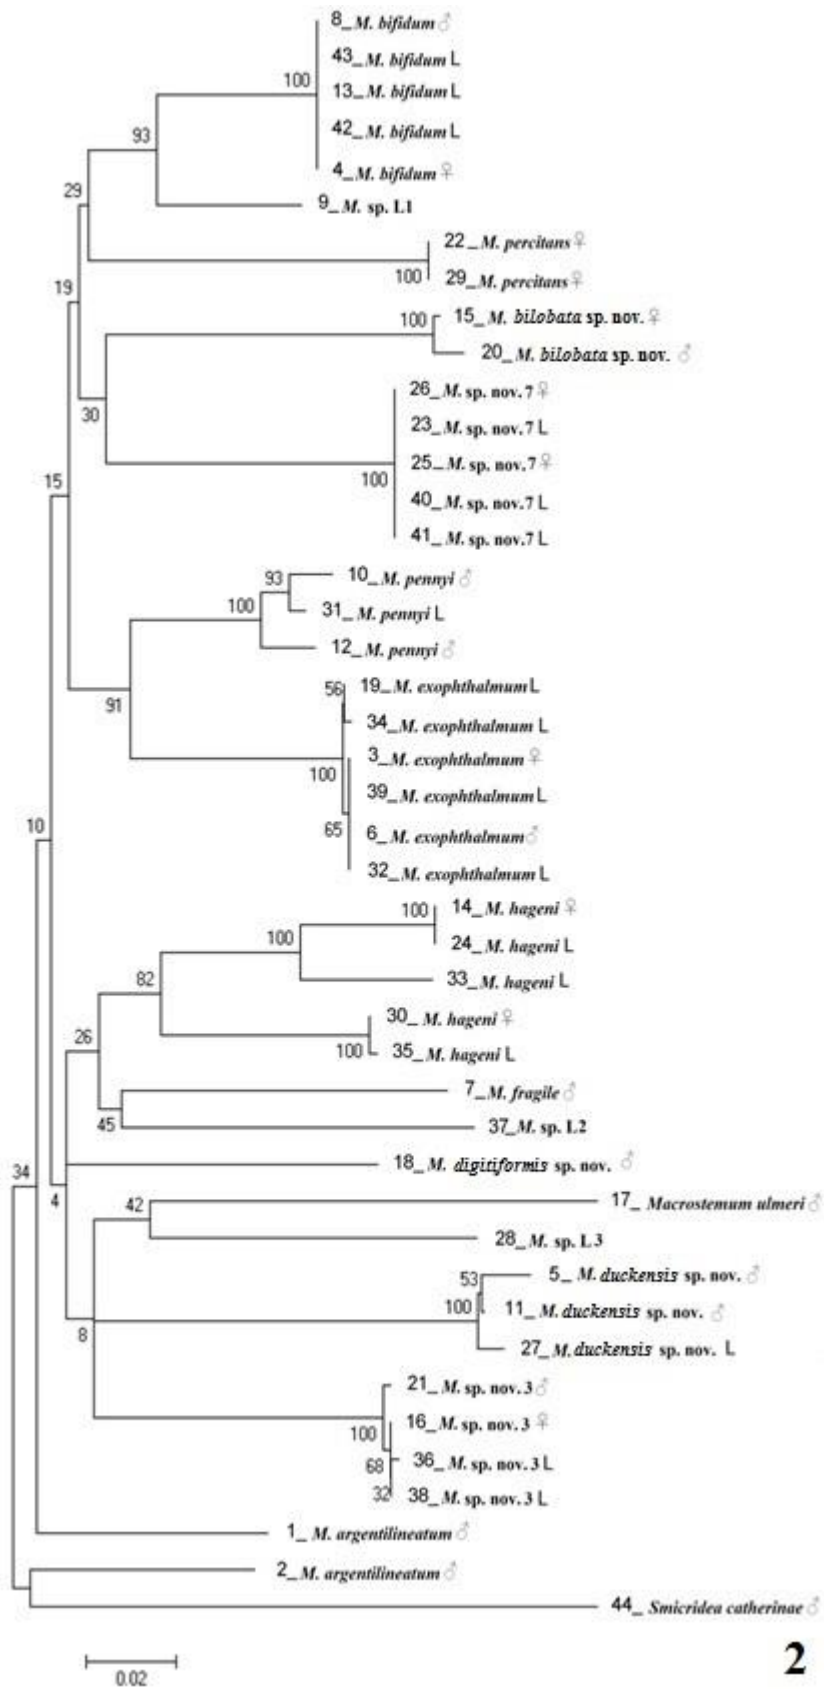 8_M. bifidum ♂
43_M. bifidum L
100
13_M. bifidum L
93
42_M. bifidum L
4_M. bifidum ♀
29
9_M. sp. L1
22_M. percitans ♀
100
29_M. percitans ♀
19
100
15_M. bilobata sp. nov. ♀
20_M. bilobata sp. nov. ♂
26_M. sp. nov. 7 ♀
30
23_M. sp. nov. 7 L
25_M. sp. nov. 7 ♀
100
15
40_M. sp. nov. 7 L
41_M. sp. nov. 7 L
93
10_M. pennyi ♂
100
31_M. pennyi L
12_M. pennyi ♂
56
19_M. exophthalmum L
91
34_M. exophthalmum L
3_M. exophthalmum ♀
100
39_M. exophthalmum L
10
65
6_M. exophthalmum ♂
32_M. exophthalmum L
100
14_M. hageni ♀
100
24_M. hageni L
82
33_M. hageni L
30_M. hageni ♀
26
100
35_M. hageni L
7_M. fragile ♂
45
37_M. sp. L2
34
18_M. digitiformis sp. nov. ♂
4
42
17_ Macrostemum ulmeri ♂
28_M. sp. L 3
53
5_ M. duckensis sp. nov. ♂
100
11_M. duckensis sp. nov. ♂
8
27_M. duckensis sp. nov. L
21_M. sp. nov. 3 ♂
16_M. sp. nov. 3 ♀
100
68
36_M. sp. nov. 3 L
32
38_M. sp. nov. 3 L
1_ M. argentilineatum ♂
2_M. argentilineatum ♂
44_ Smicridea catherinae ♂
0.02
2